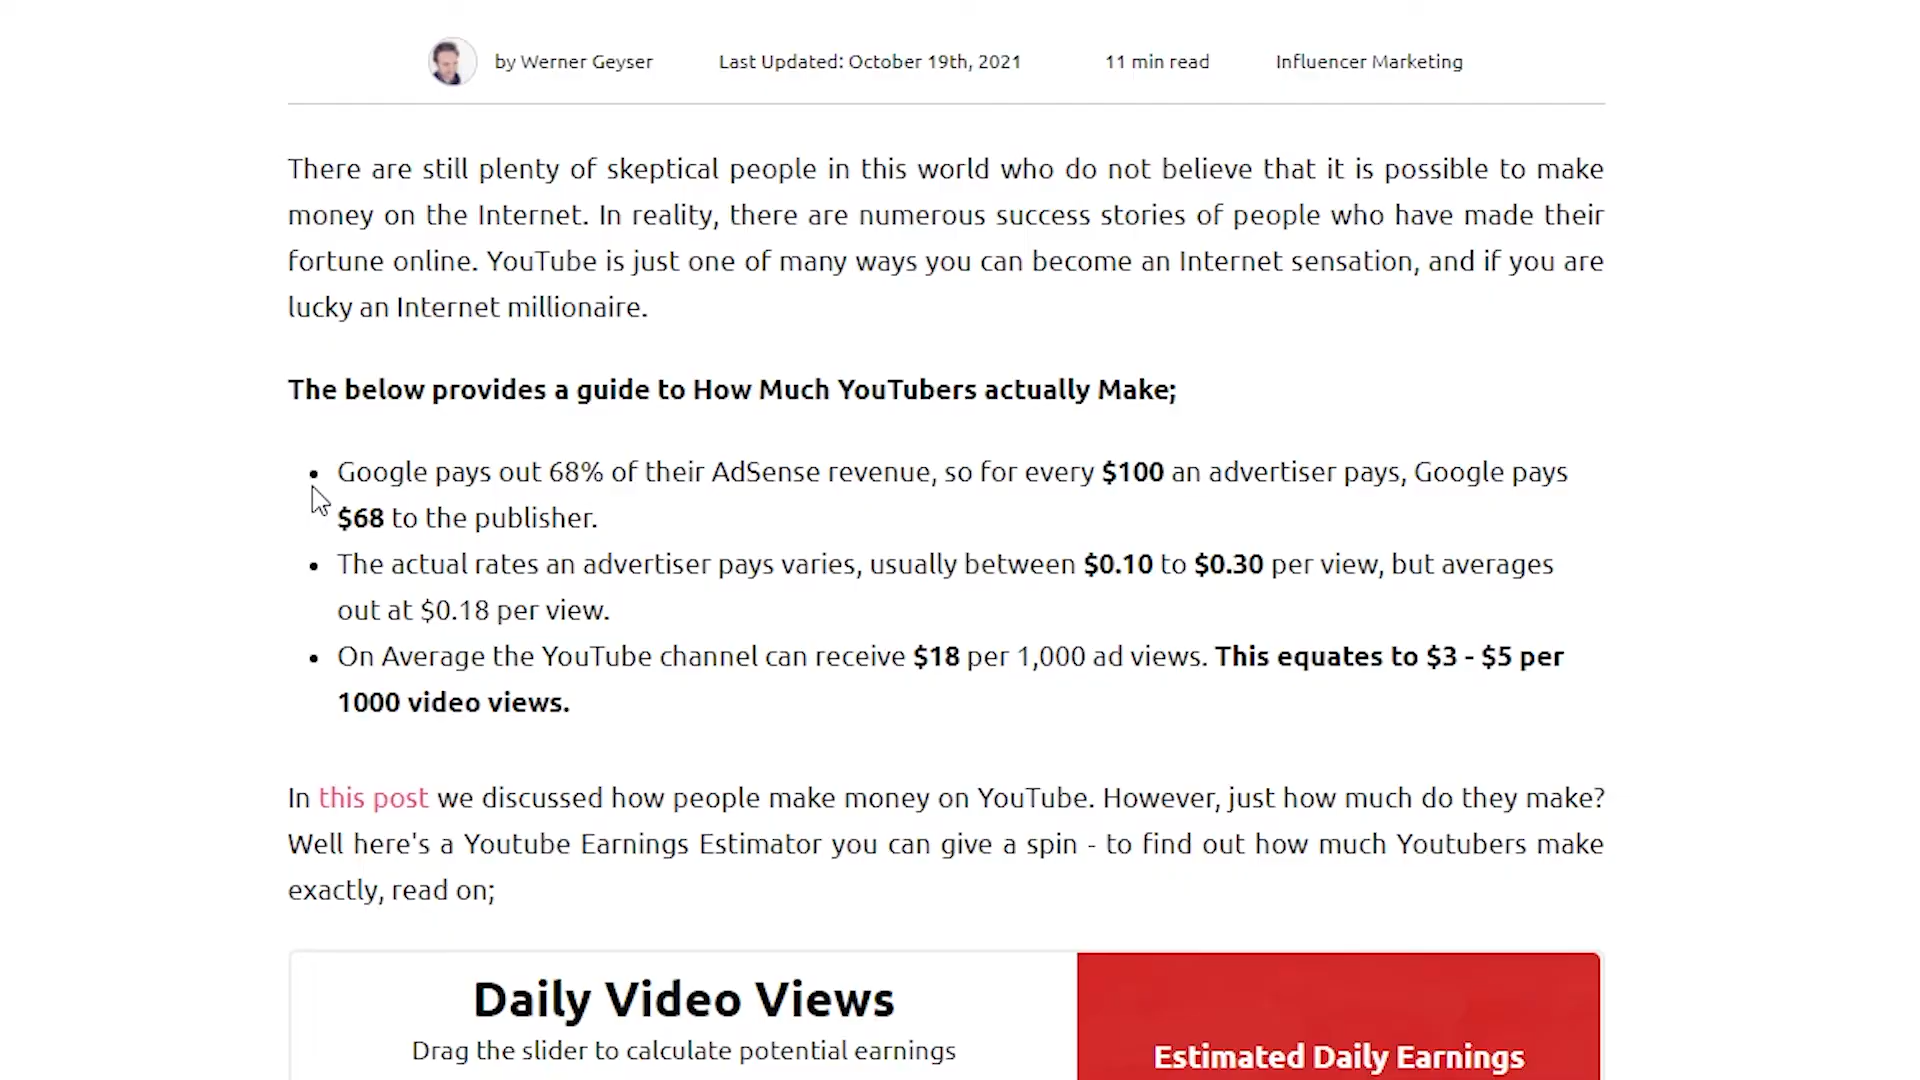 by Werner Geyser Last Updated: October 19th, 2021 11 min read Influencer Marketing
There are still plenty of skeptical people in this world who do not believe that it is possible to make
money on the Internet. In reality, there are numerous success stories of people who have made their
fortune online. YouTube is just one of many ways you can become an Internet sensation, and if you are
lucky an Internet millionaire.
The below provides a guide to How Much YouTubers actually Make;
• Google pays out 68% of their AdSense revenue, so for every $100 an advertiser pays, Google pays
$68 to the publisher.
• The actual rates an advertiser pays varies, usually between $0.10 to $0.30 per view, but averages
out at $0.18 per view.
• On Average the YouTube channel can receive $18 per 1,000 ad views. This equates to $3 - $5 per
1000 video views.
In this post we discussed how people make money on YouTube. However, just how much do they make?
Well here's a Youtube Earnings Estimator you can give a spin - to find out how much Youtubers make
exactly, read on;
Daily Video Views
Drag the slider to calculate potential earnings
Estimated Daily Earnings